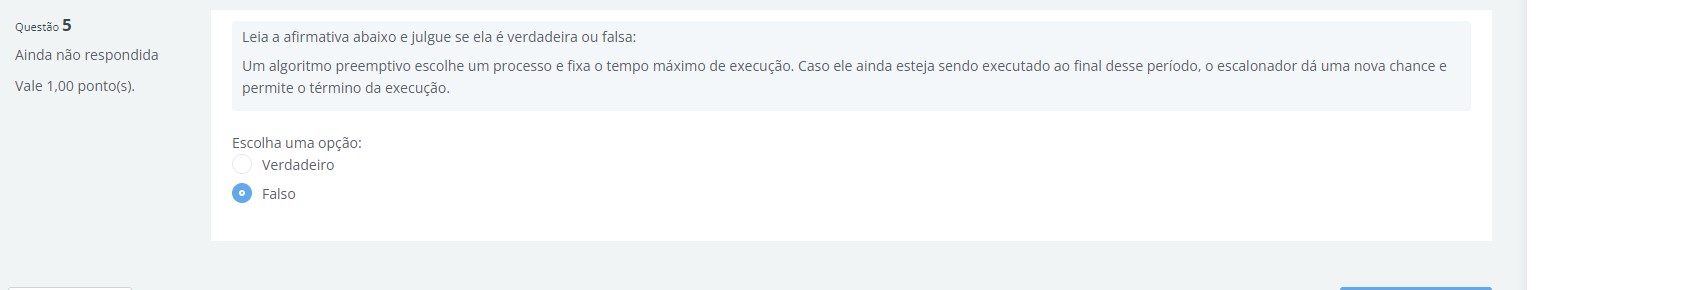 Questão 5
Ainda não respondida
Vale 1,00 ponto(s).
Leia a afirmativa abaixo e julgue se ela é verdadeira ou falsa:
Um algoritmo preemptivo escolhe um processo e fixa o tempo máximo de execução. Caso ele ainda esteja sendo executado ao final desse período, o escalonador dá uma nova chance e
permite o término da execução.
Escolha uma opção:
Verdadeiro
Falso